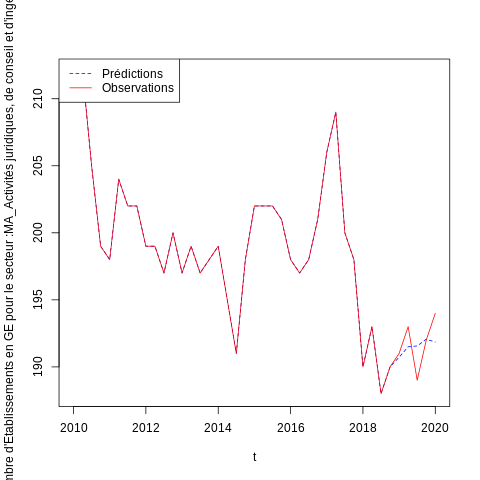 Prédictions
Observations
mbre d'Etablissements en GE pour le secteur :MA_Activités juridiques, de conseil et d'ingé
210
205
200
195
190
2010
2012
2014
2016
2018
2020
t